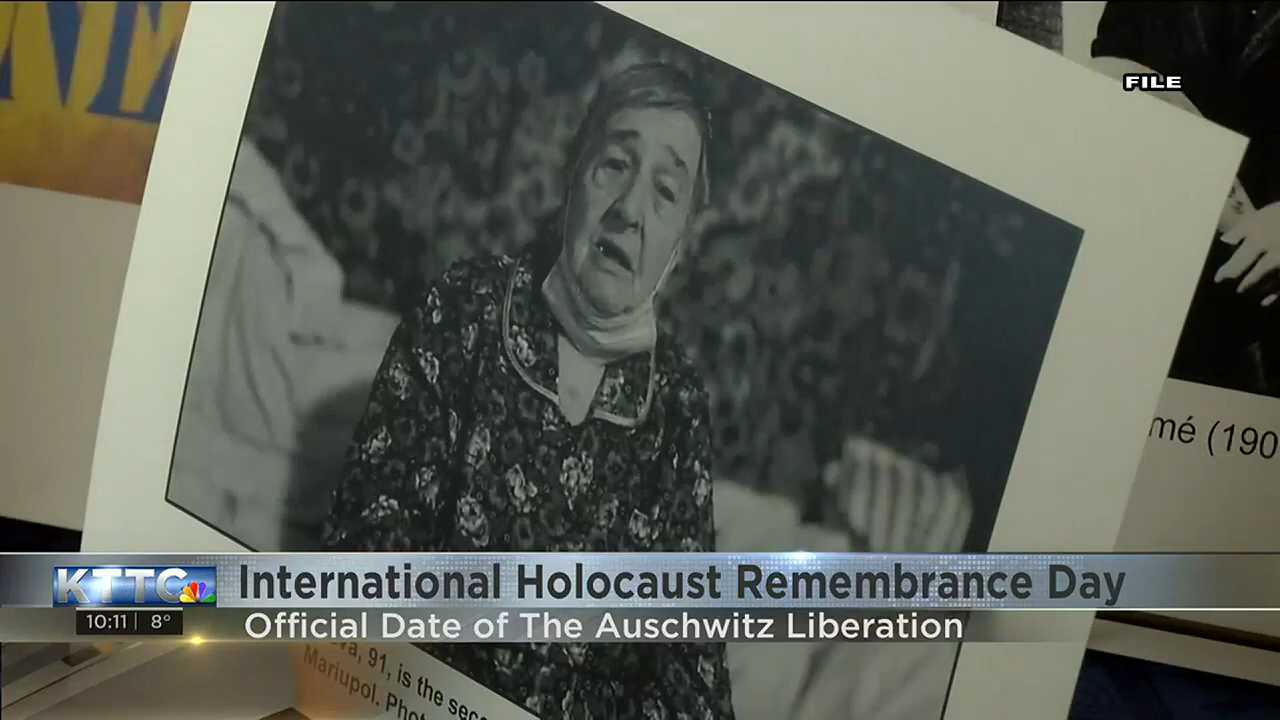 FILE
mé (190
KTTC
International Holocaust Remembrance Day
10:11 8°
Official Date of The Auschwitz Liberation
va, 91, is the sec
Mariupol. Phot